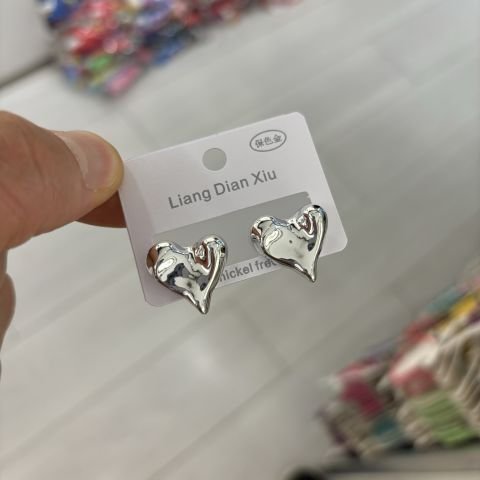 保色金
Liang Dian Xiu
nickel free